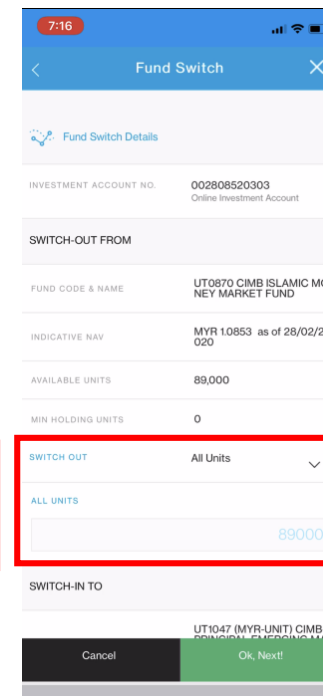 7:16
Fund Switch
Fund Switch Details
INVESTMENT ACCOUNT NO.
002808520303
Online Investment Account
SWITCH-OUT FROM
FUND CODE & NAME
UT0870 CIMB ISLAMIC MO
NEY MARKET FUND
INDICATIVE NAV
MYR 1.0853 as of 28/02/2
020
AVAILABLE UNITS
89,000
MIN HOLDING UNITS
0
SWITCH OUT
All Units
ALL UNITS
89000
SWITCH-IN TO
UT1047 (MYR-UNIT) CIMB-
PRINCIPAL EMERGING MA
Cancel
Ok, Next!